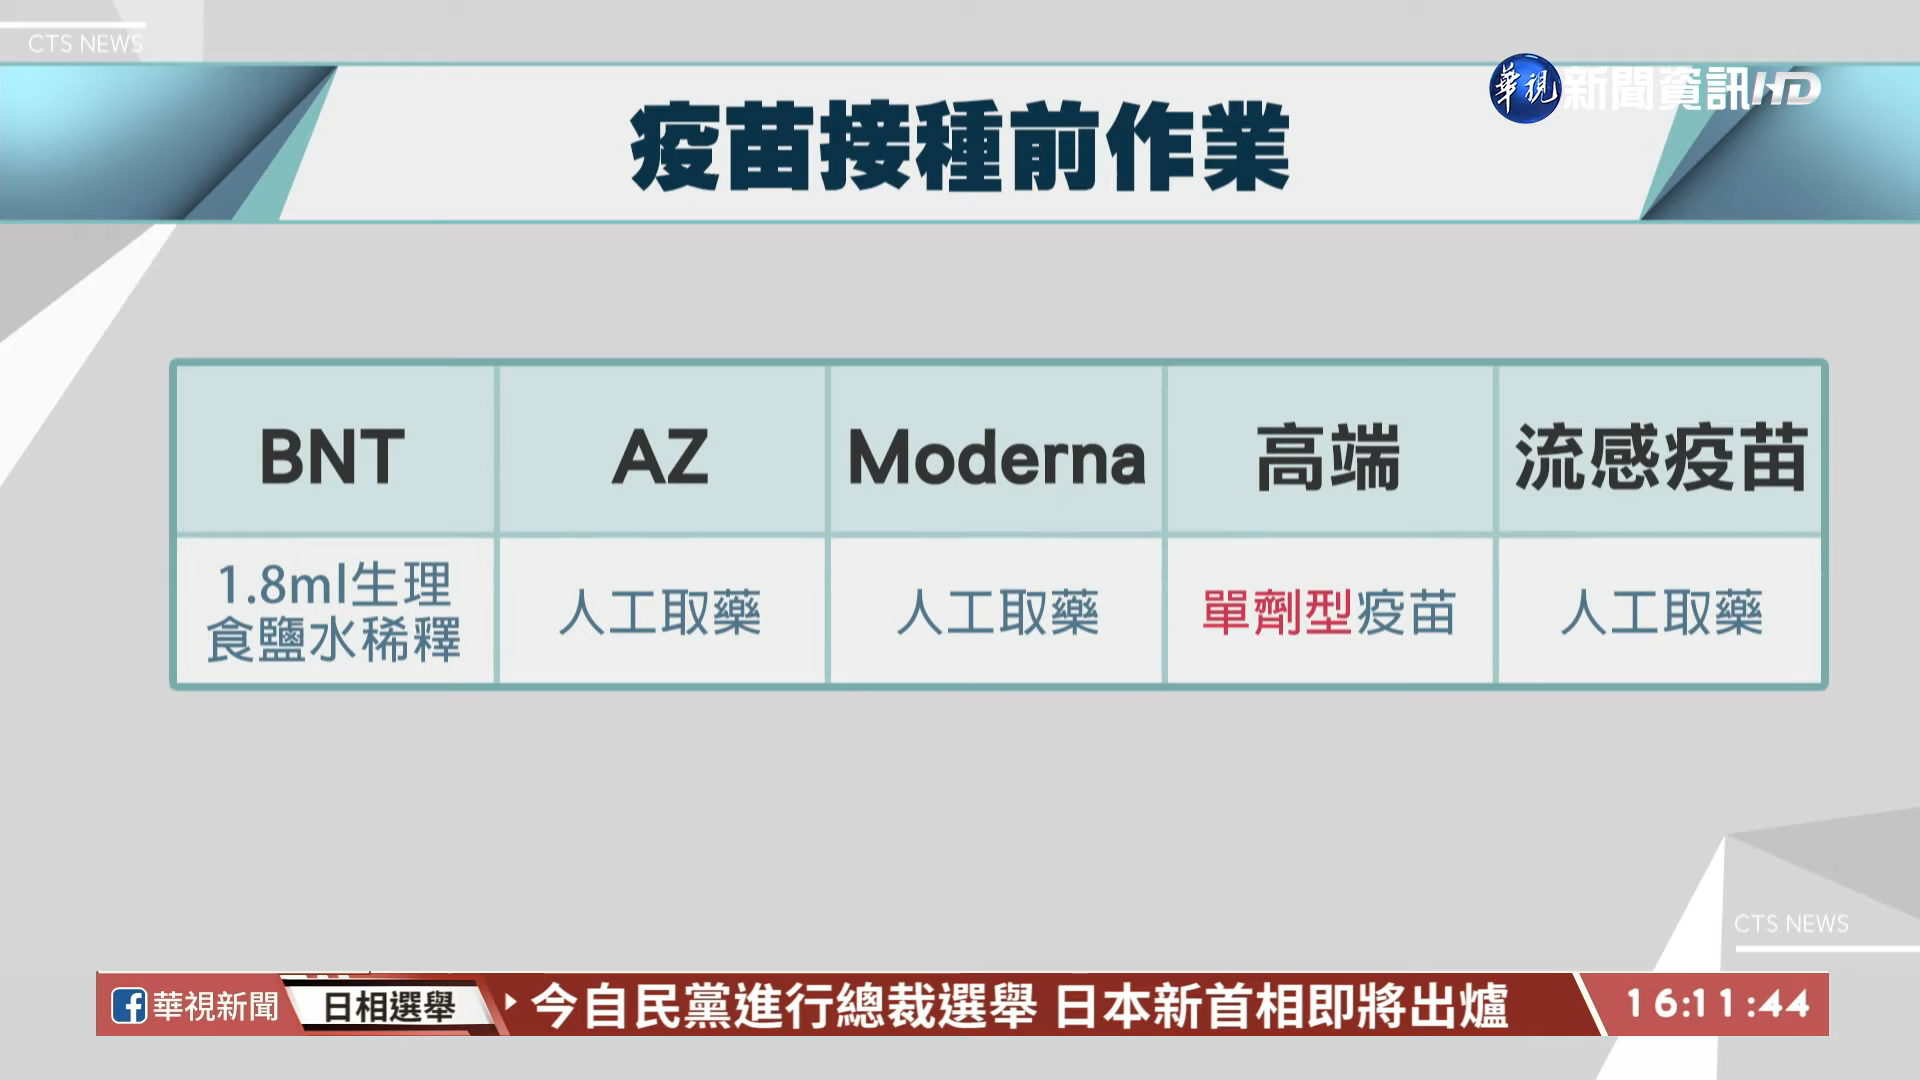 CTS NEWS
華視新聞資訊HD
疫苗接種前作業
BNT
AZ
Moderna
高端
流感疫苗
1.8ml生理
食鹽水稀釋
人工取藥
人工取藥
單劑型疫苗
人工取藥
CTS NEWS
華視新聞
日相選舉
今自民黨進行總裁選舉 日本新首相即將出爐
16:11:44